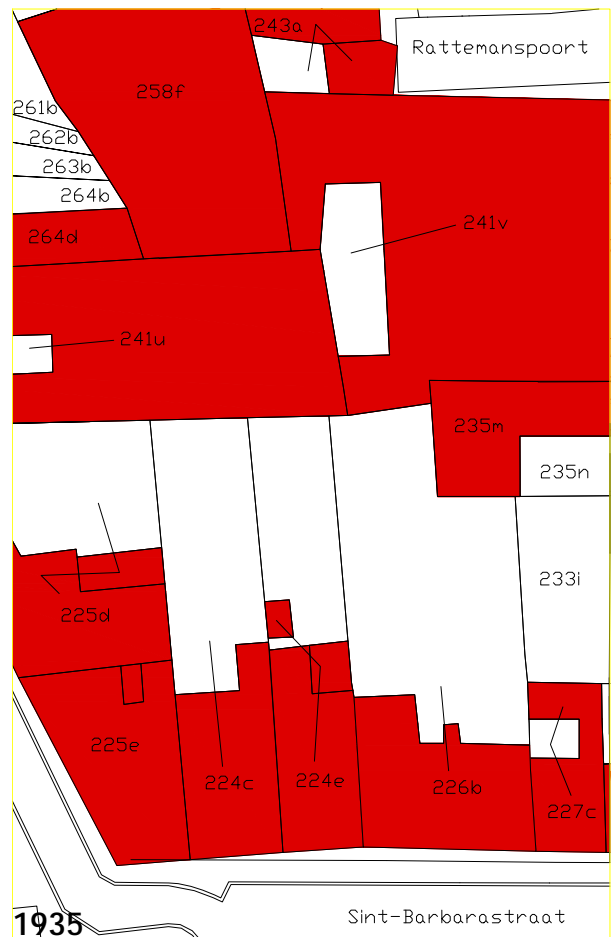 243a
Rattemanspoort
258f
261b
262b
263b
264b
264d
241v
241u
235m
235n
233i
225d
225e
224c
224e
226b
227c
Sint-Barbarastraat
1935